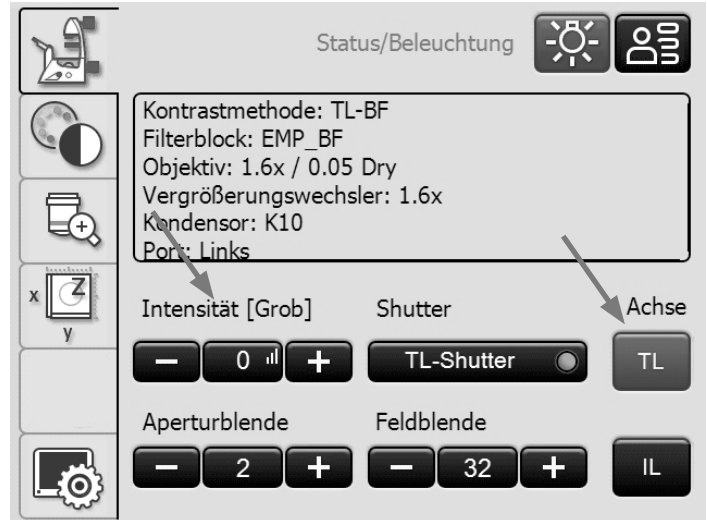 Status/Beleuchtung
Kontrastmethode: TL-BF
Filterblock: EMP_BF
Objektiv: 1.6x / 0.05 Dry
Vergrößerungswechsler: 1.6x
Kondensor: K10
Port: Links
x Z
y
Intensität [Grob] Shutter Achse
− 0 + TL-Shutter TL
Aperturblende Feldblende
− 2 + − 32 + IL